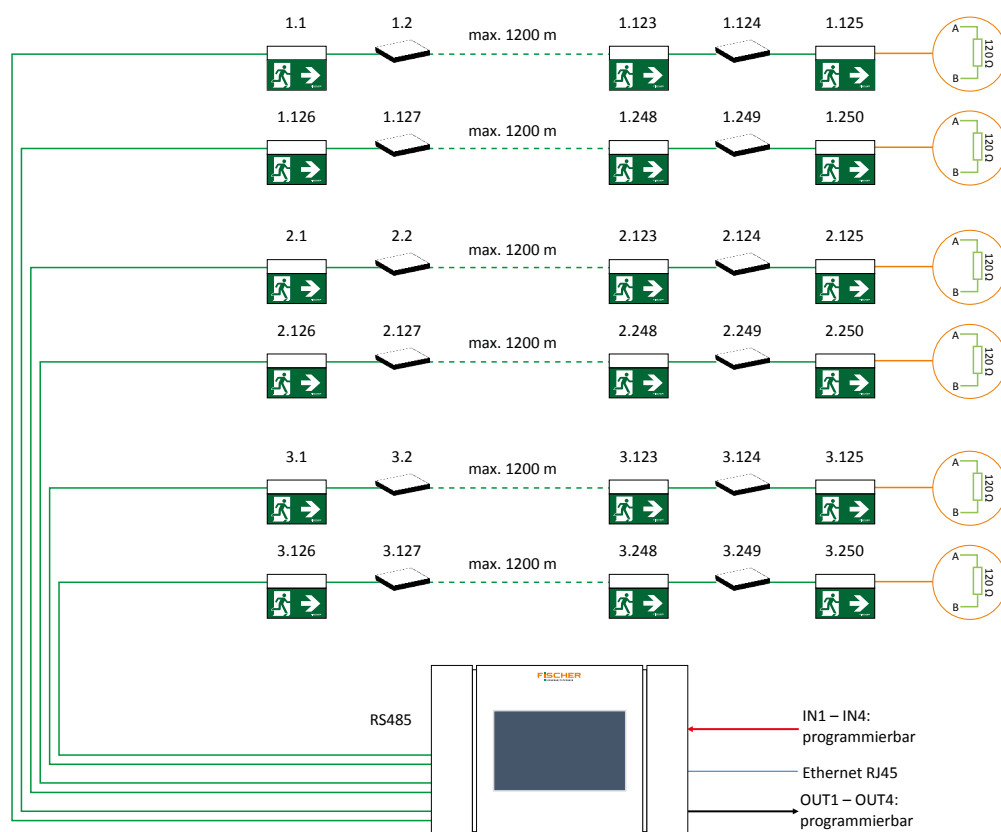 1.1 1.2 max. 1200 m 1.123 1.124 1.125
A
120 Ω
B
1.126 1.127 max. 1200 m 1.248 1.249 1.250
A
120 Ω
B
2.1 2.2 max. 1200 m 2.123 2.124 2.125
A
120 Ω
B
2.126 2.127 max. 1200 m 2.248 2.249 2.250
A
120 Ω
B
3.1 3.2 max. 1200 m 3.123 3.124 3.125
A
120 Ω
B
3.126 3.127 max. 1200 m 3.248 3.249 3.250
A
120 Ω
B
FISCHER
RS485
IN1 – IN4:
programmierbar
Ethernet RJ45
OUT1 – OUT4:
programmierbar